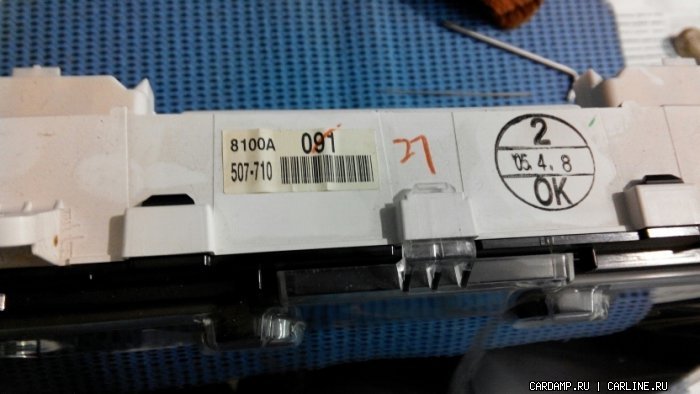 8100A 091
507-710
27
2
'05. 4. 8
OK
CARDAMP.RU | CARLINE.RU